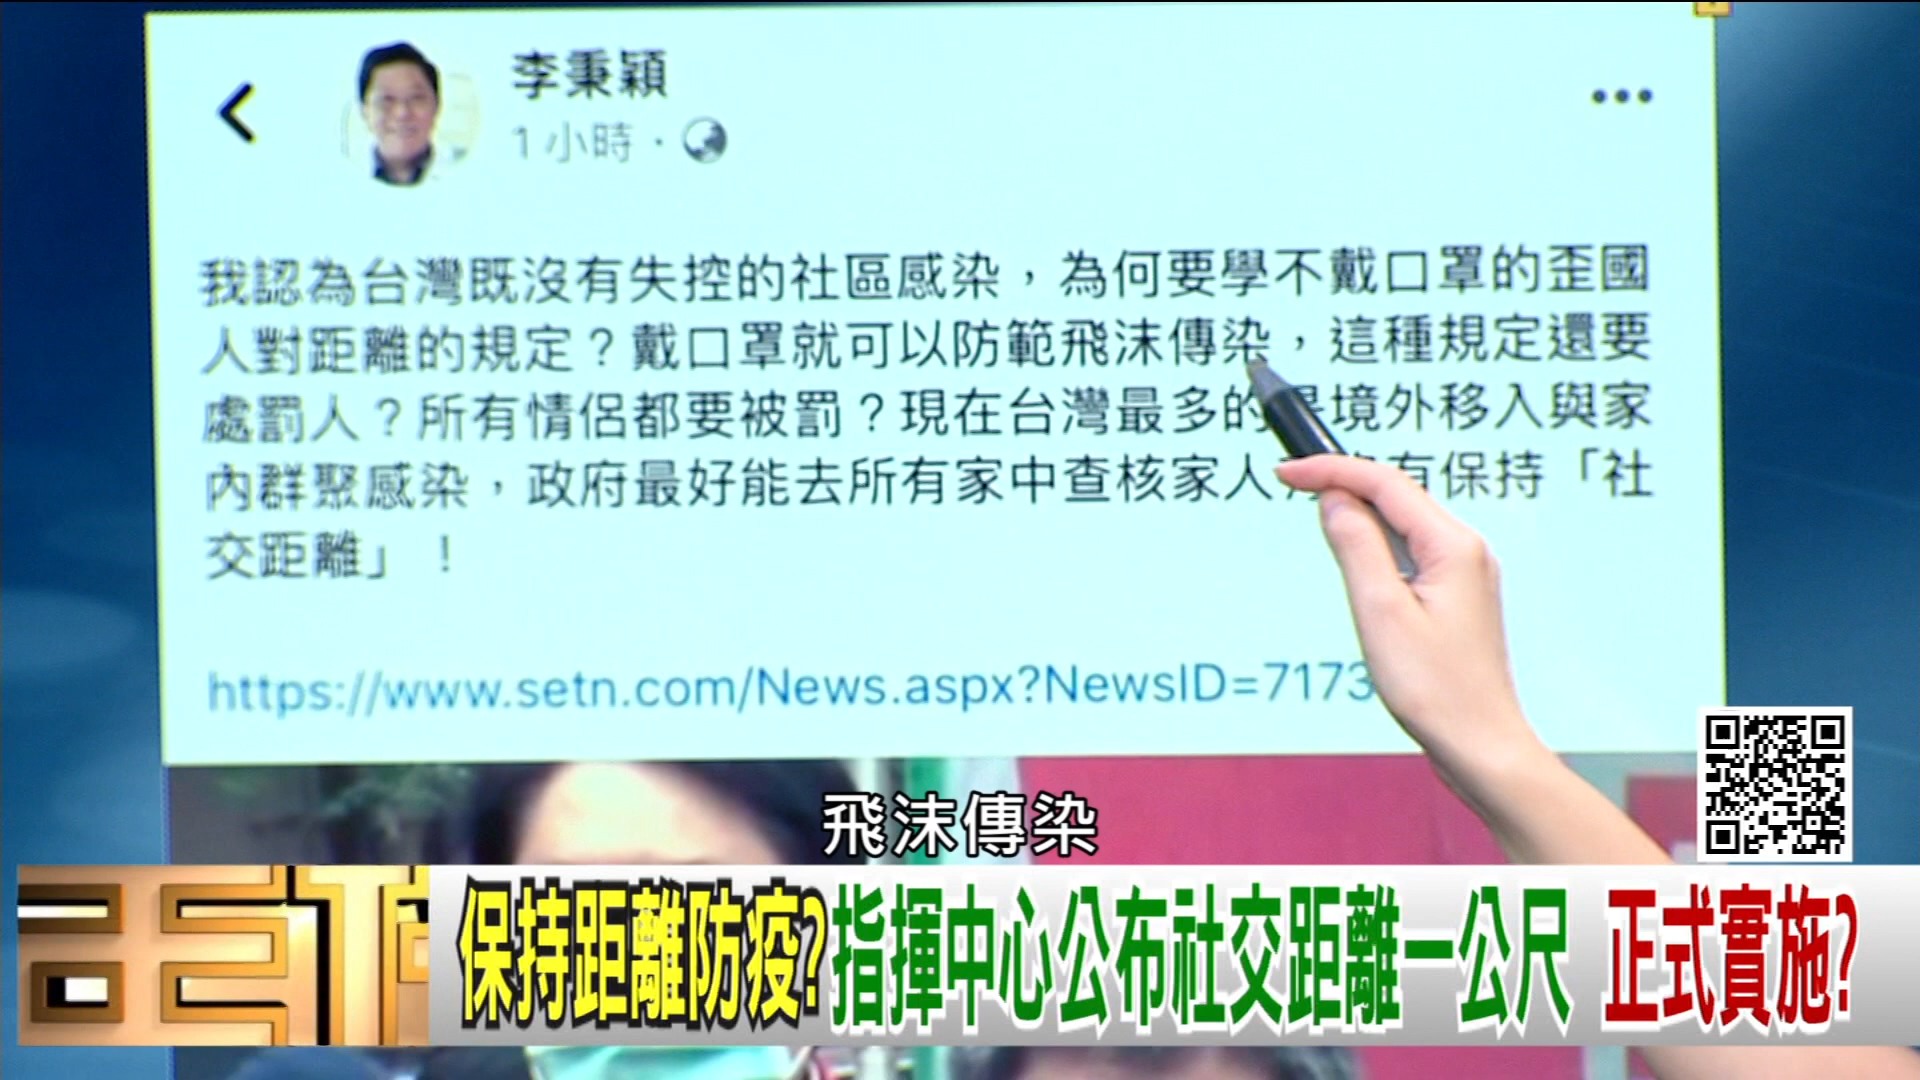 李秉穎
1小時·
我認為台灣既沒有失控的社區感染，為何要學不戴口罩的歪國
人對距離的規定？戴口罩就可以防範飛沫傳染，這種規定還要
處罰人？所有情侶都要被罰？現在台灣最多的是境外移入與家
內群聚感染，政府最好能去所有家中查核家人有保持「社
交距離」！
https://www.setn.com/News.aspx?NewsID=7173
飛沫傳染
保持距離防疫?指揮中心公布社交距離一公尺 正式實施?